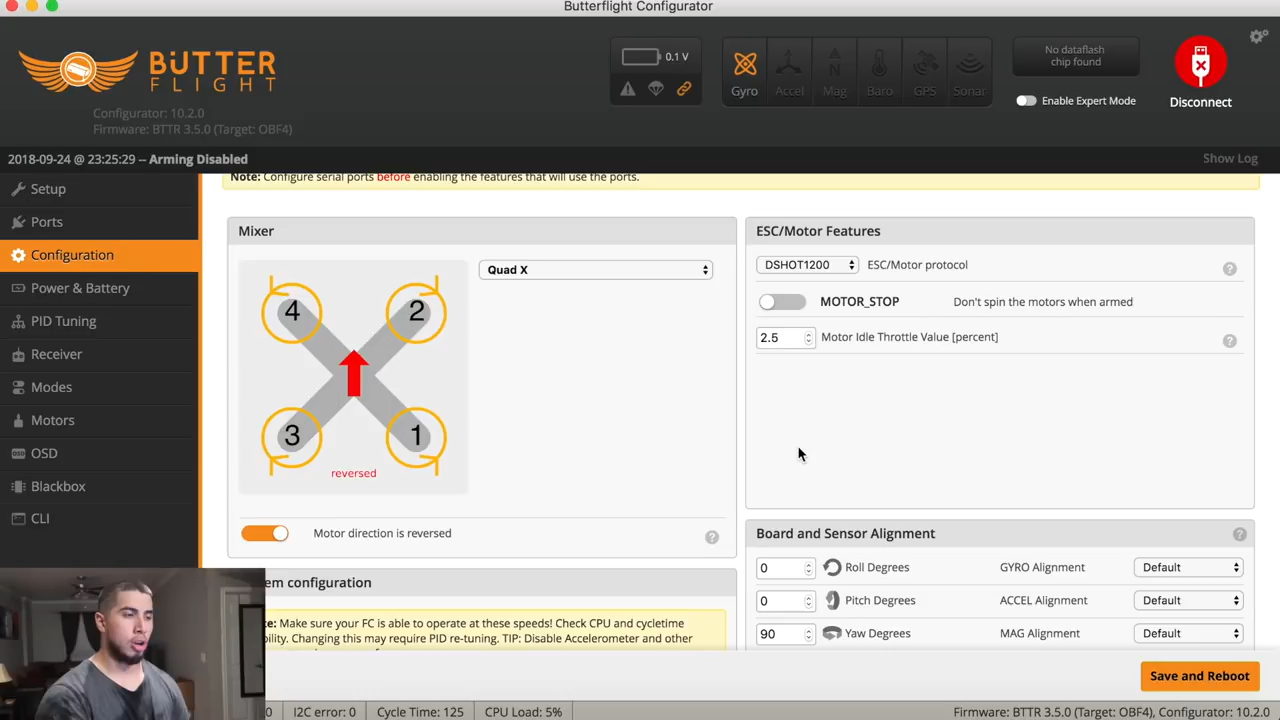 Butterflight Configurator
BUTTER
FLIGHT
Configurator: 10.2.0
Firmware: BTTR 3.5.0 (Target: OBF4)
0.1 V
Gyro
Accel
Mag
Baro
GPS
Sonar
No dataflash
chip found
Enable Expert Mode
Disconnect
2018-09-24 @ 23:25:29 -- Arming Disabled
Show Log
Setup
Ports
Configuration
Power & Battery
PID Tuning
Receiver
Modes
Motors
OSD
Blackbox
CLI
Note: Configure serial ports before enabling the features that will use the ports.
Mixer
Quad X
4
2
3
1
reversed
Motor direction is reversed
?
ESC/Motor Features
DSHOT1200 ESC/Motor protocol ?
MOTOR_STOP Don't spin the motors when armed
2.5 Motor Idle Throttle Value [percent] ?
Board and Sensor Alignment ?
0 Roll Degrees GYRO Alignment Default
0 Pitch Degrees ACCEL Alignment Default
90 Yaw Degrees MAG Alignment Default
em configuration
Make sure your FC is able to operate at these speeds! Check CPU and cycletime
Changing this may require PID re-tuning. TIP: Disable Accelerometer and other
Save and Reboot
0 I2C error: 0 Cycle Time: 125 CPU Load: 5%
Firmware: BTTR 3.5.0 (Target: OBF4), Configurator: 10.2.0